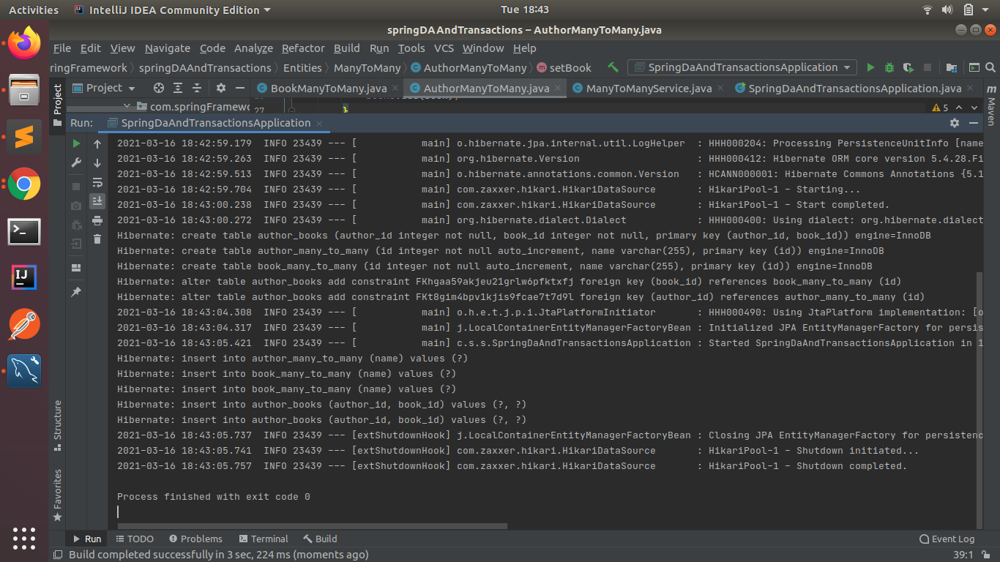 Activities IntelliJ IDEA Community Edition Tue 18:43
springDAAndTransactions – AuthorManyToMany.java
File Edit View Navigate Code Analyze Refactor Build Run Tools VCS Window Help
ringFramework springDAAndTransactions Entities ManyToMany AuthorManyToMany setBook SpringDaAndTransactionsApplication
Project Project BookManyToMany.java AuthorManyToMany.java ManyToManyService.java SpringDaAndTransactionsApplication.java Maven
com.springFramewo 27 } 5
Run: SpringDaAndTransactionsApplication
2021-03-16 18:42:59.179 INFO 23439 --- [ main] o.hibernate.jpa.internal.util.LogHelper : HHH000204: Processing PersistenceUnitInfo [name
2021-03-16 18:42:59.263 INFO 23439 --- [ main] org.hibernate.Version : HHH000412: Hibernate ORM core version 5.4.28.Fi
2021-03-16 18:42:59.513 INFO 23439 --- [ main] o.hibernate.annotations.common.Version : HCANN000001: Hibernate Commons Annotations {5.1
2021-03-16 18:42:59.704 INFO 23439 --- [ main] com.zaxxer.hikari.HikariDataSource : HikariPool-1 - Starting...
2021-03-16 18:43:00.238 INFO 23439 --- [ main] com.zaxxer.hikari.HikariDataSource : HikariPool-1 - Start completed.
2021-03-16 18:43:00.272 INFO 23439 --- [ main] org.hibernate.dialect.Dialect : HHH000400: Using dialect: org.hibernate.dialect
Hibernate: create table author_books (author_id integer not null, book_id integer not null, primary key (author_id, book_id)) engine=InnoDB
Hibernate: create table author_many_to_many (id integer not null auto_increment, name varchar(255), primary key (id)) engine=InnoDB
Hibernate: create table book_many_to_many (id integer not null auto_increment, name varchar(255), primary key (id)) engine=InnoDB
Hibernate: alter table author_books add constraint FKhgaa59akjeu21grlw6pfktxfj foreign key (book_id) references book_many_to_many (id)
Hibernate: alter table author_books add constraint FKt8gim4bpv1kjis9fcae7t7d9l foreign key (author_id) references author_many_to_many (id)
2021-03-16 18:43:04.308 INFO 23439 --- [ main] o.h.e.t.j.p.i.JtaPlatformInitiator : HHH000490: Using JtaPlatform implementation: [o
2021-03-16 18:43:04.317 INFO 23439 --- [ main] j.LocalContainerEntityManagerFactoryBean : Initialized JPA EntityManagerFactory for persis
2021-03-16 18:43:05.421 INFO 23439 --- [ main] c.s.s.SpringDaAndTransactionsApplication : Started SpringDaAndTransactionsApplication in 1
Hibernate: insert into author_many_to_many (name) values (?)
Hibernate: insert into book_many_to_many (name) values (?)
Hibernate: insert into book_many_to_many (name) values (?)
Hibernate: insert into author_books (author_id, book_id) values (?, ?)
Hibernate: insert into author_books (author_id, book_id) values (?, ?)
2021-03-16 18:43:05.737 INFO 23439 --- [extShutdownHook] j.LocalContainerEntityManagerFactoryBean : Closing JPA EntityManagerFactory for persistenc
2021-03-16 18:43:05.741 INFO 23439 --- [extShutdownHook] com.zaxxer.hikari.HikariDataSource : HikariPool-1 - Shutdown initiated...
2021-03-16 18:43:05.757 INFO 23439 --- [extShutdownHook] com.zaxxer.hikari.HikariDataSource : HikariPool-1 - Shutdown completed.
Process finished with exit code 0
Structure
Favorites
Run TODO Problems Terminal Build Event Log
Build completed successfully in 3 sec, 224 ms (moments ago) 39:1